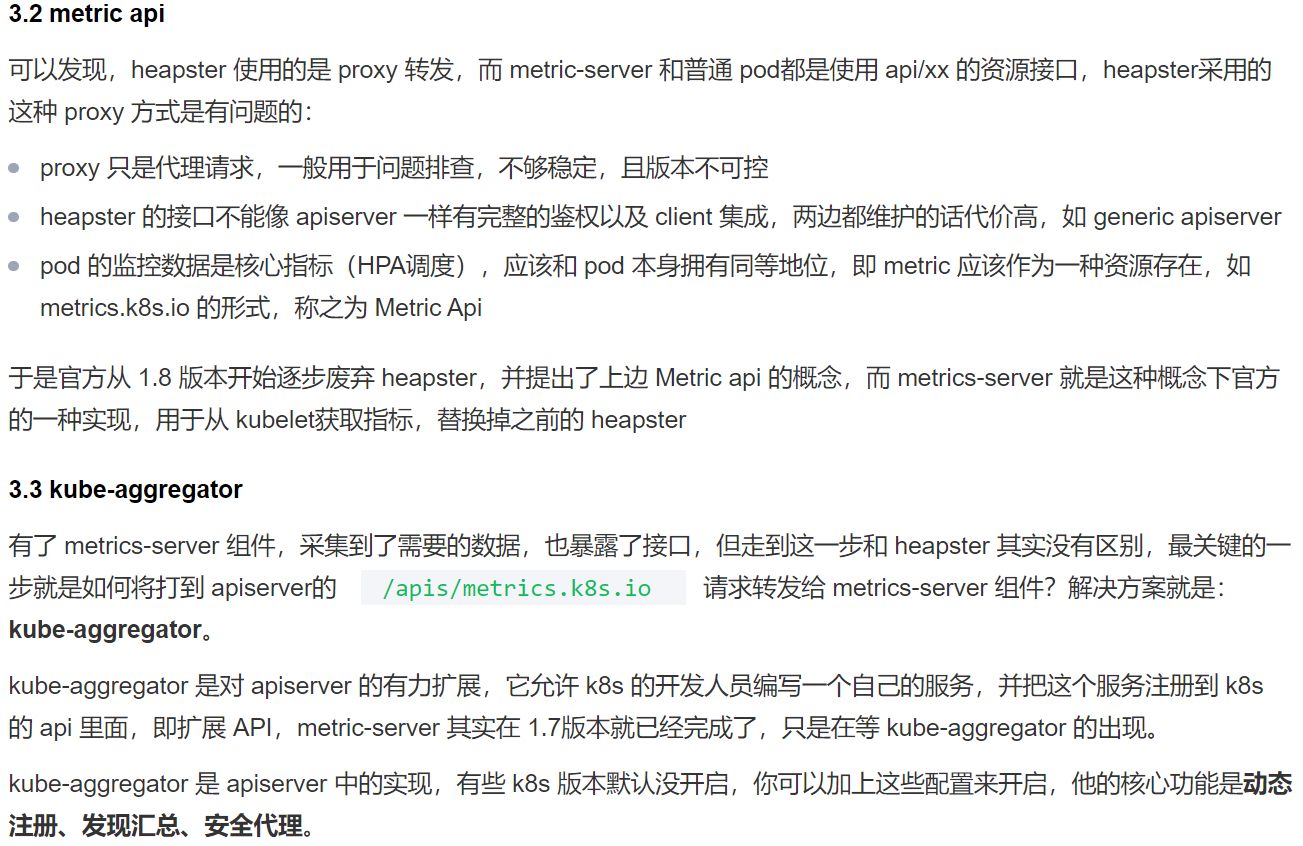 3.2 metric api
可以发现，heapster 使用的是 proxy 转发，而 metric-server 和普通 pod都是使用 api/xx 的资源接口，heapster采用的
这种 proxy 方式是有问题的：
proxy 只是代理请求，一般用于问题排查，不够稳定，且版本不可控
heapster 的接口不能像 apiserver 一样有完整的鉴权以及 client 集成，两边都维护的话代价高，如 generic apiserver
pod 的监控数据是核心指标（HPA调度），应该和 pod 本身拥有同等地位，即 metric 应该作为一种资源存在，如
metrics.k8s.io 的形式，称之为 Metric Api
于是官方从 1.8 版本开始逐步废弃 heapster，并提出了上边 Metric api 的概念，而 metrics-server 就是这种概念下官方
的一种实现，用于从 kubelet获取指标，替换掉之前的 heapster
3.3 kube-aggregator
有了 metrics-server 组件，采集到了需要的数据，也暴露了接口，但走到这一步和 heapster 其实没有区别，最关键的一
步就是如何将打到 apiserver的 /apis/metrics.k8s.io 请求转发给 metrics-server 组件？解决方案就是：
kube-aggregator。
kube-aggregator 是对 apiserver 的有力扩展，它允许 k8s 的开发人员编写一个自己的服务，并把这个服务注册到 k8s
的 api 里面，即扩展 API，metric-server 其实在 1.7版本就已经完成了，只是在等 kube-aggregator 的出现。
kube-aggregator 是 apiserver 中的实现，有些 k8s 版本默认没开启，你可以加上这些配置来开启，他的核心功能是动态
注册、发现汇总、安全代理。